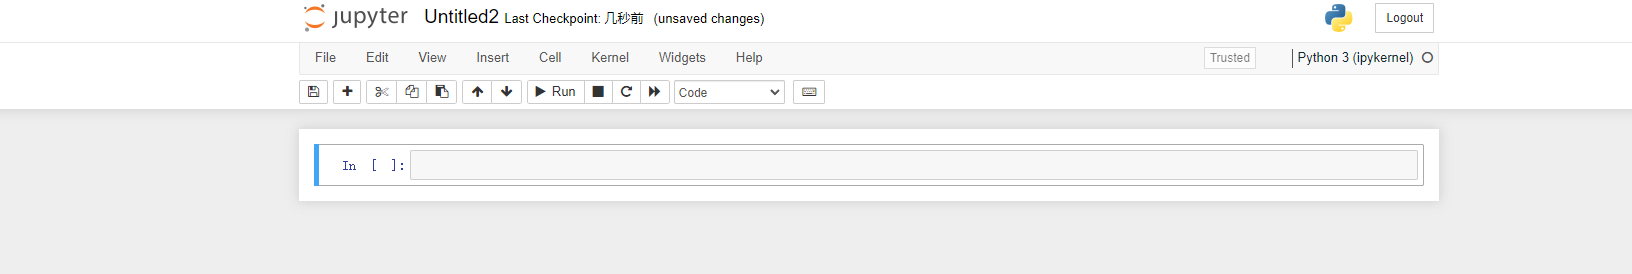 jupyter Untitled2 Last Checkpoint: 几秒前 (unsaved changes) Logout
File Edit View Insert Cell Kernel Widgets Help Trusted Python 3 (ipykernel)
Run Code
In [ ]: